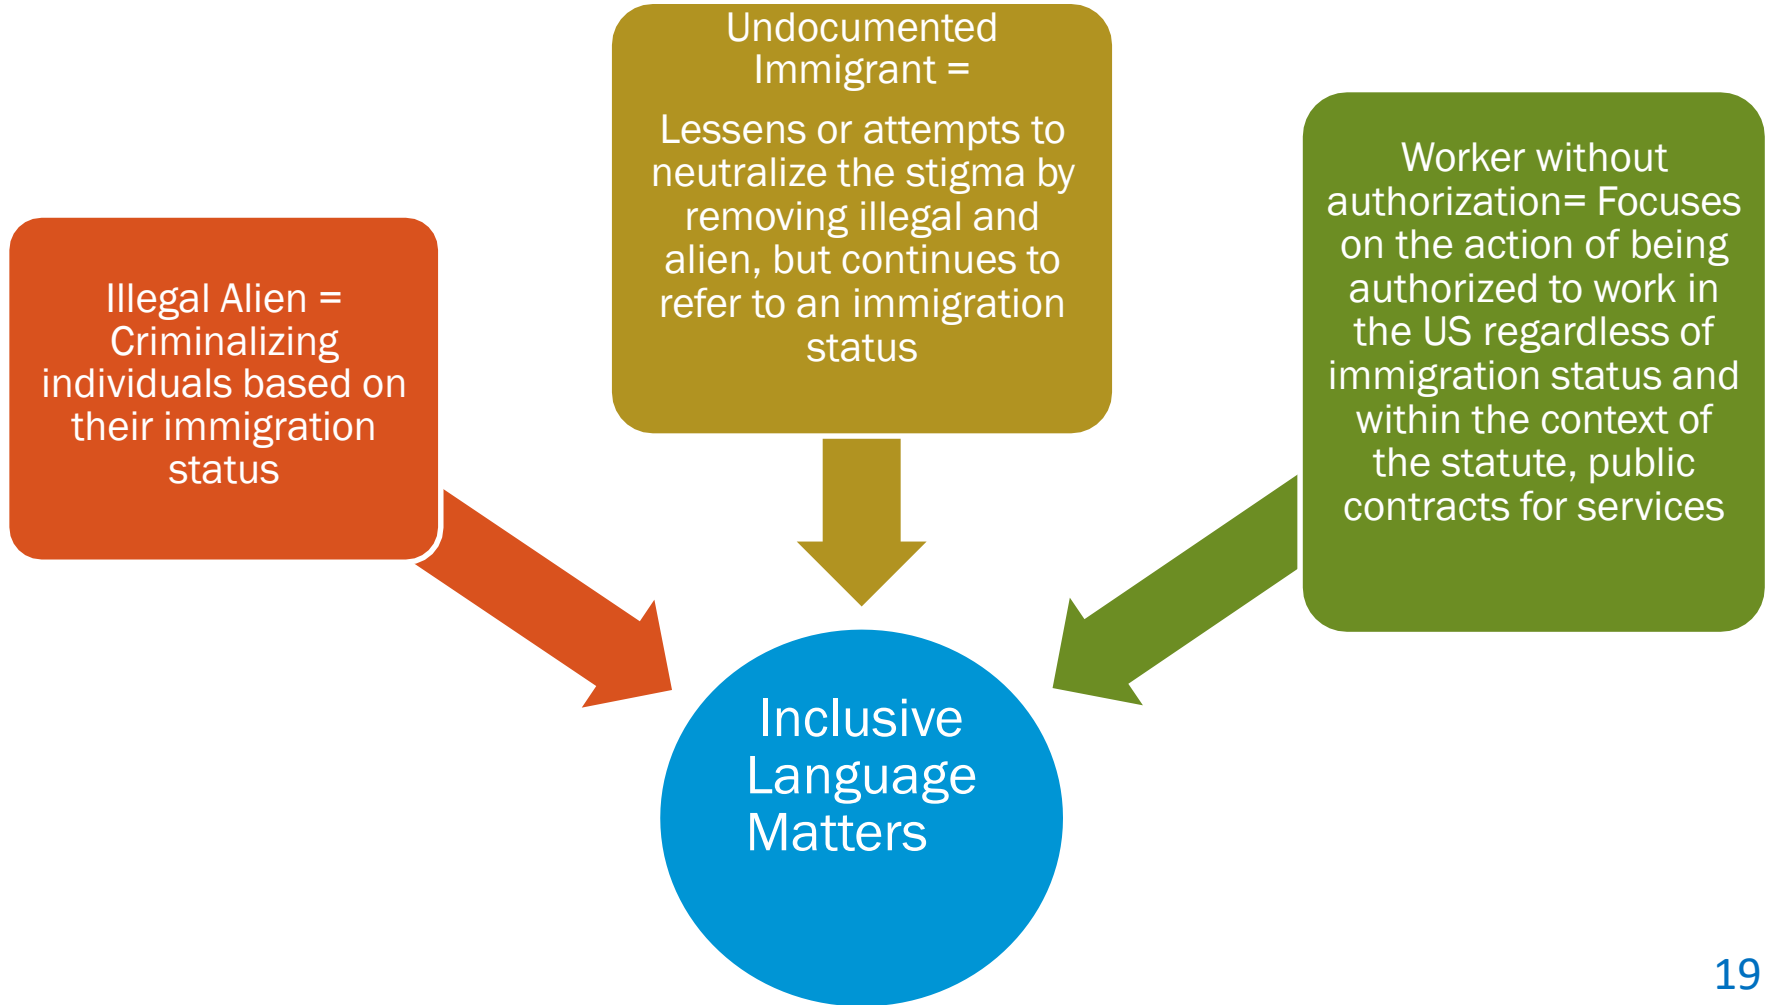 Illegal Alien =
Criminalizing
individuals based on
their immigration
status
Undocumented
Immigrant =
Lessens or attempts to
neutralize the stigma by
removing illegal and
alien, but continues to
refer to an immigration
status
Worker without
authorization= Focuses
on the action of being
authorized to work in
the US regardless of
immigration status and
within the context of
the statute, public
contracts for services
Inclusive
Language
Matters
19